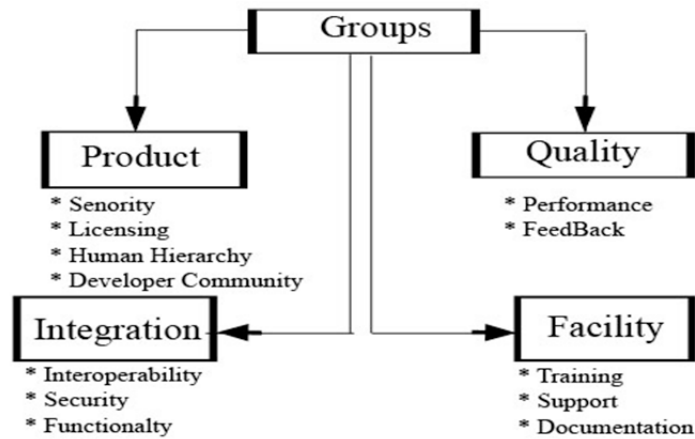 Groups
Product
* Senority
* Licensing
* Human Hierarchy
* Developer Community
Quality
* Performance
* FeedBack
Integration
* Interoperability
* Security
* Functionalty
Facility
* Training
* Support
* Documentation